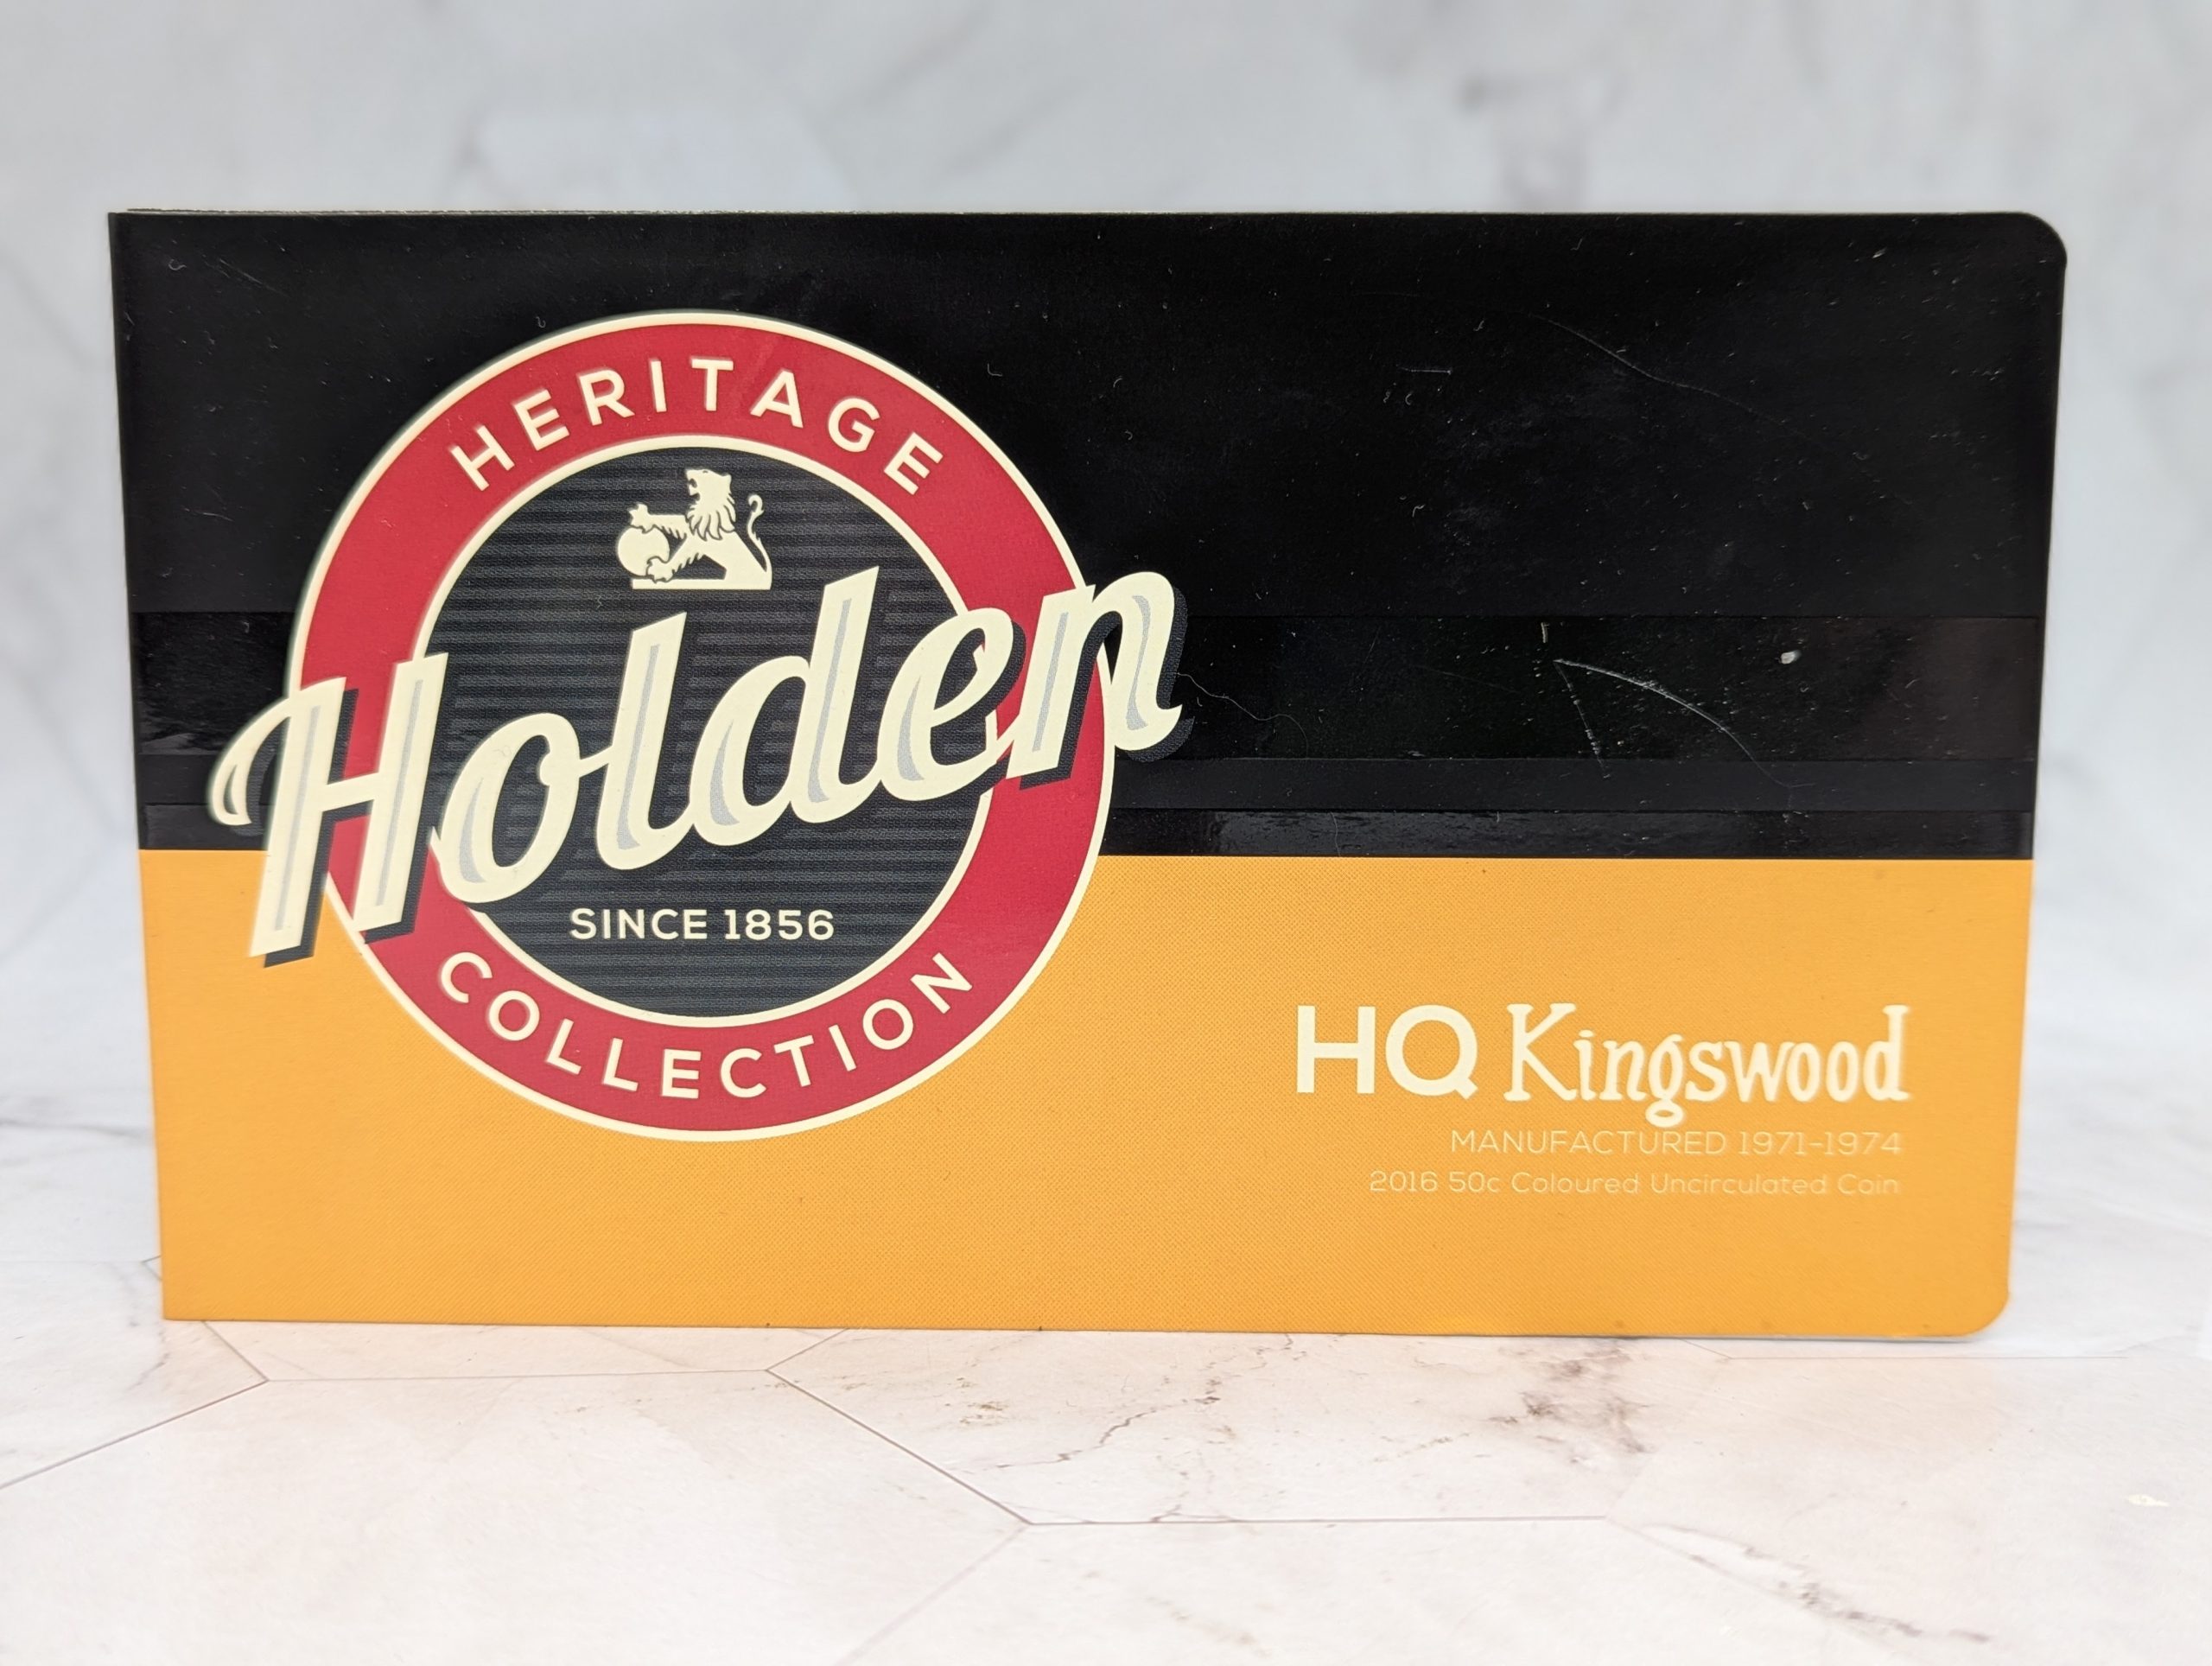 HERITAGE
Holden
SINCE 1856
COLLECTION
HQ Kingswood
MANUFACTURED 1971-1974
2016 50c Coloured Uncirculated Coin